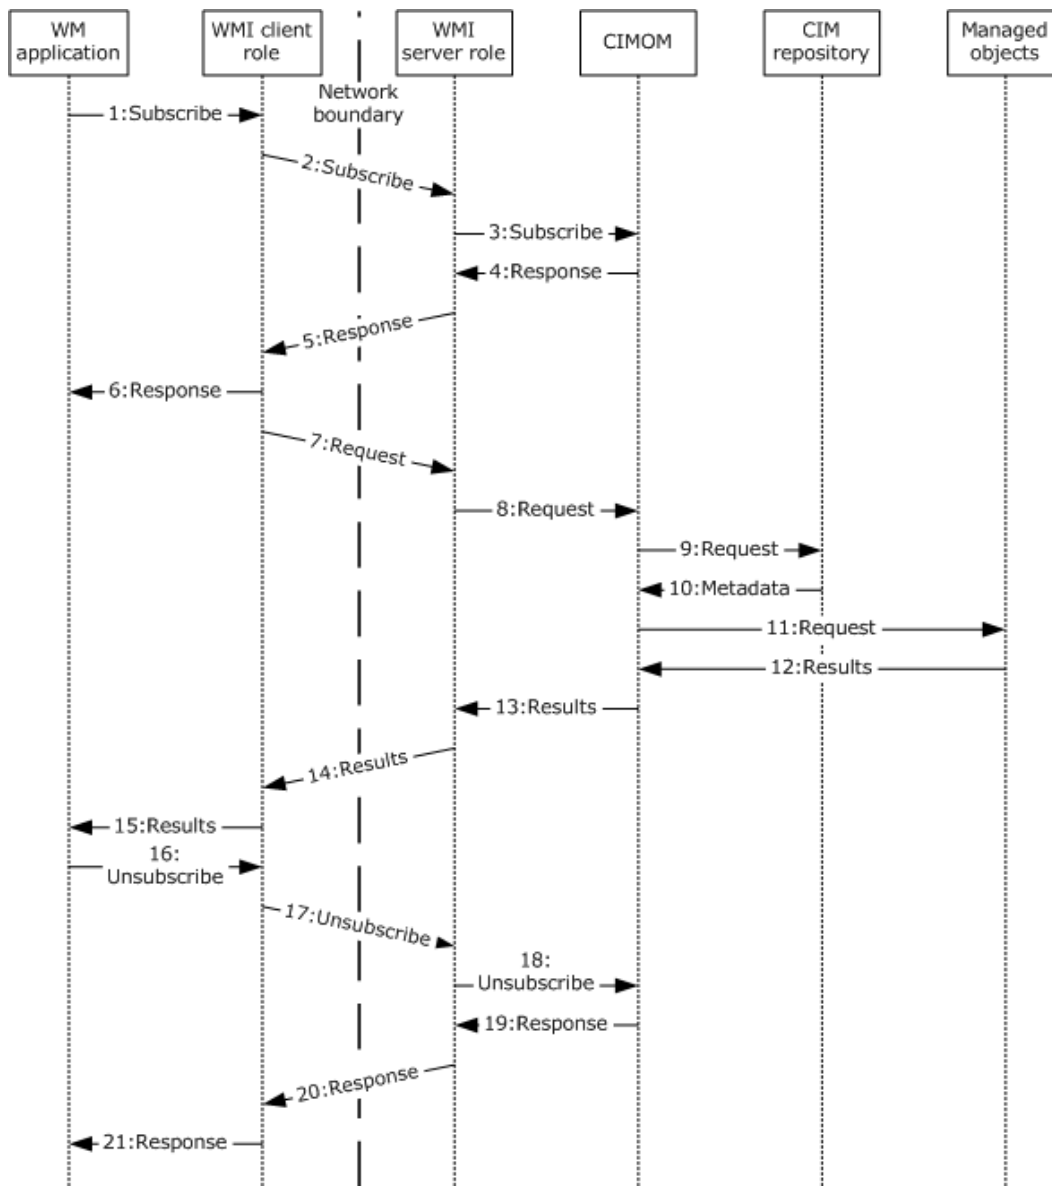 WM
application
WMI client
role
WMI
server role
CIMOM
CIM
repository
Managed
objects
Network
boundary
1:Subscribe
2:Subscribe
3:Subscribe
4:Response
5:Response
6:Response
7:Request
8:Request
9:Request
10:Metadata
11:Request
12:Results
13:Results
14:Results
15:Results
16:
Unsubscribe
17:Unsubscribe
18:
Unsubscribe
19:Response
20:Response
21:Response